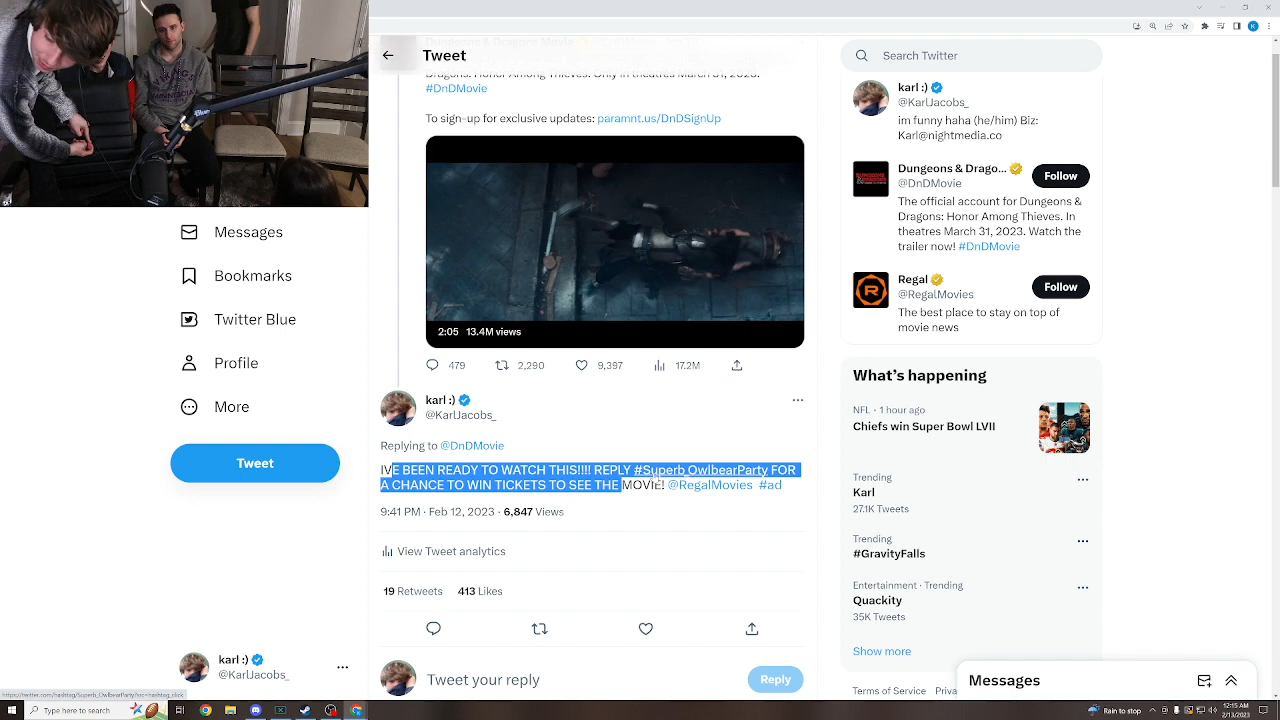 Tweet
Search Twitter
Dragons: Honor Among Thieves. Only in theatres March 31, 2023.
#DnDMovie
To sign-up for exclusive updates: paramnt.us/DnDSignUp
2:05 13.4M views
479 2,290 9,397 17.2M
karl :)
@KarlJacobs_
Replying to @DnDMovie
IVE BEEN READY TO WATCH THIS!!!! REPLY #Superb_OwlbearParty FOR
A CHANCE TO WIN TICKETS TO SEE THE MOVIE! @RegalMovies #ad
9:41 PM · Feb 12, 2023 · 6,847 Views
View Tweet analytics
19 Retweets 413 Likes
Tweet your reply
Reply
Messages
Bookmarks
Twitter Blue
Profile
More
Tweet
karl :)
@KarlJacobs_
karl :)
@KarlJacobs_
im funny haha (he/him) Biz:
Karl@nightmedia.co
Dungeons & Drago...
@DnDMovie
Follow
The official account for Dungeons &
Dragons: Honor Among Thieves. In
theatres March 31, 2023. Watch the
trailer now! #DnDMovie
Regal
@RegalMovies
Follow
The best place to stay on top of
movie news
What's happening
NFL · 1 hour ago
Chiefs win Super Bowl LVII
Trending
Karl
27.1K Tweets
Trending
#GravityFalls
Entertainment · Trending
Quackity
35K Tweets
Show more
Terms of Service Priva
Messages
https://twitter.com/hashtag/Superb_OwlbearParty?src=hashtag_click
Type here to search
Rain to stop
12:15 AM
2/13/2023